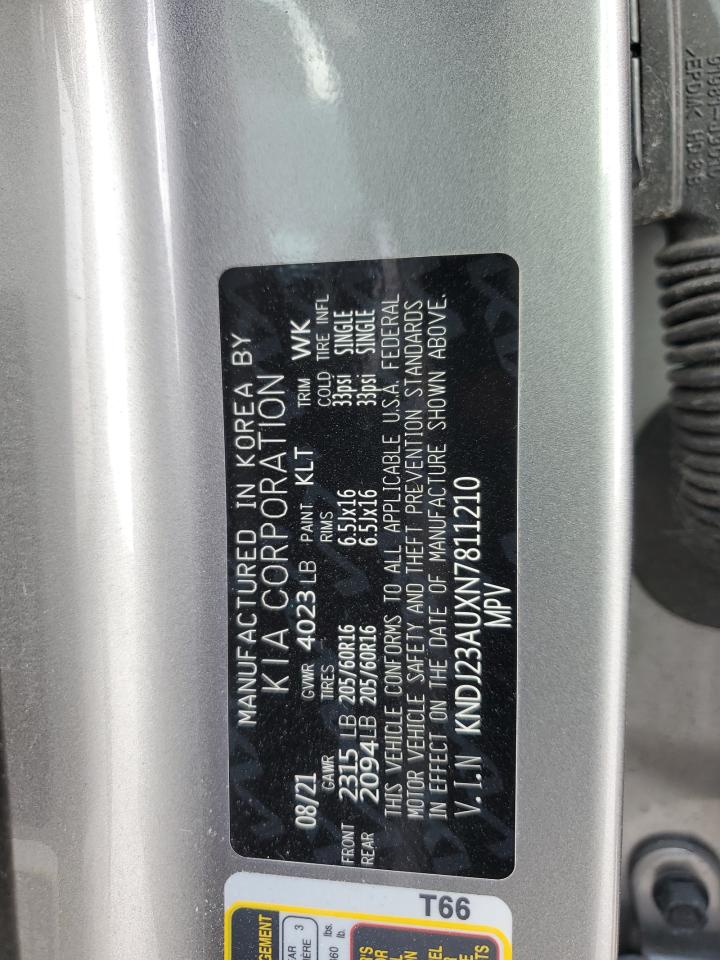 MANUFACTURED IN KOREA BY
KIA CORPORATION
08/21 GVWR 4023 LB PAINT KLT TRIM WK
GAWR TIRES RIMS COLD TIRE INFL
FRONT 2315 LB 205/60R16 6.5Jx16 33psi SINGLE
REAR 2094LB 205/60R16 6.5Jx16 33psi SINGLE
THIS VEHICLE CONFORMS TO ALL APPLICABLE U.S.A. FEDERAL
MOTOR VEHICLE SAFETY AND THEFT PREVENTION STANDARDS
IN EFFECT ON THE DATE OF MANUFACTURE SHOWN ABOVE.
V.I.N KNDJ23AUXN7811210
MPV
T66
lbs.
lb.
3